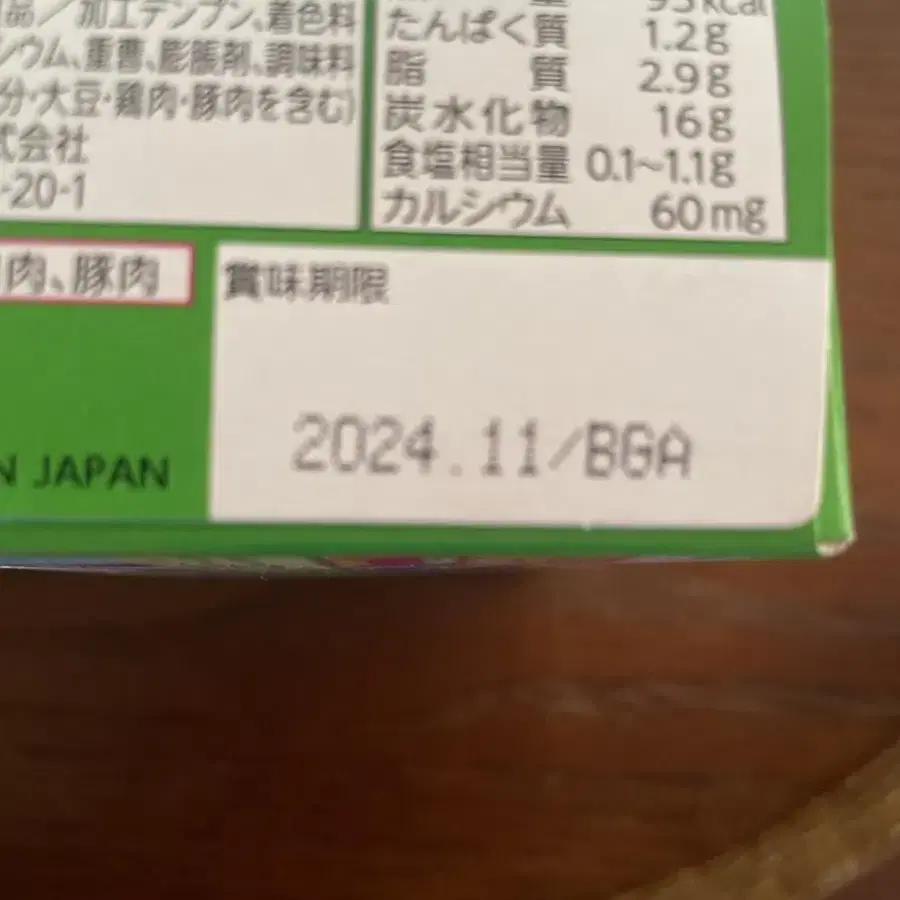 品／加工デンプン、着色料
シウム、重曹、膨脹剤、調味料
分・大豆・鶏肉・豚肉を含む)
式会社
-20-1
量 93kcal
たんぱく質 1.2g
脂質 2.9g
炭水化物 16g
食塩相当量 0.1~1.1g
カルシウム 60mg
肉、豚肉
賞味期限
2024.11/BGA
N JAPAN